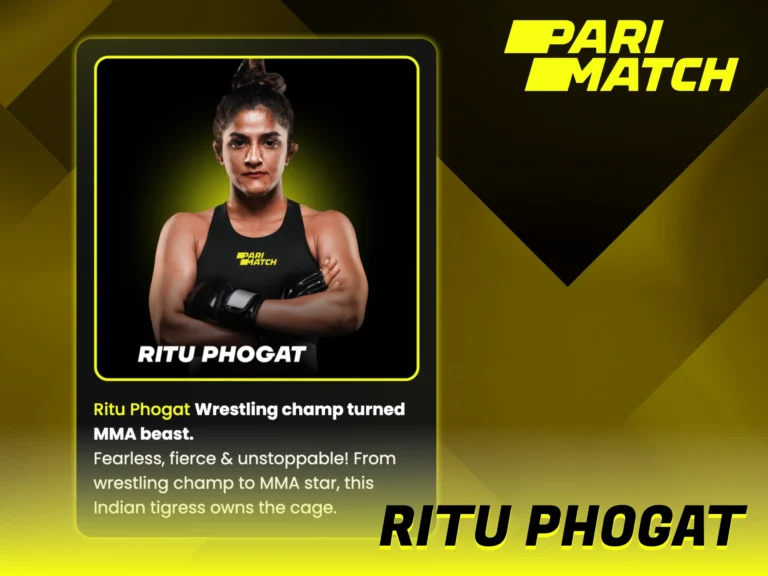 PARI
MATCH
PARI
MATCH
RITU PHOGAT
Ritu Phogat Wrestling champ turned
MMA beast.
Fearless, fierce & unstoppable! From
wrestling champ to MMA star, this
Indian tigress owns the cage.
RITU PHOGAT